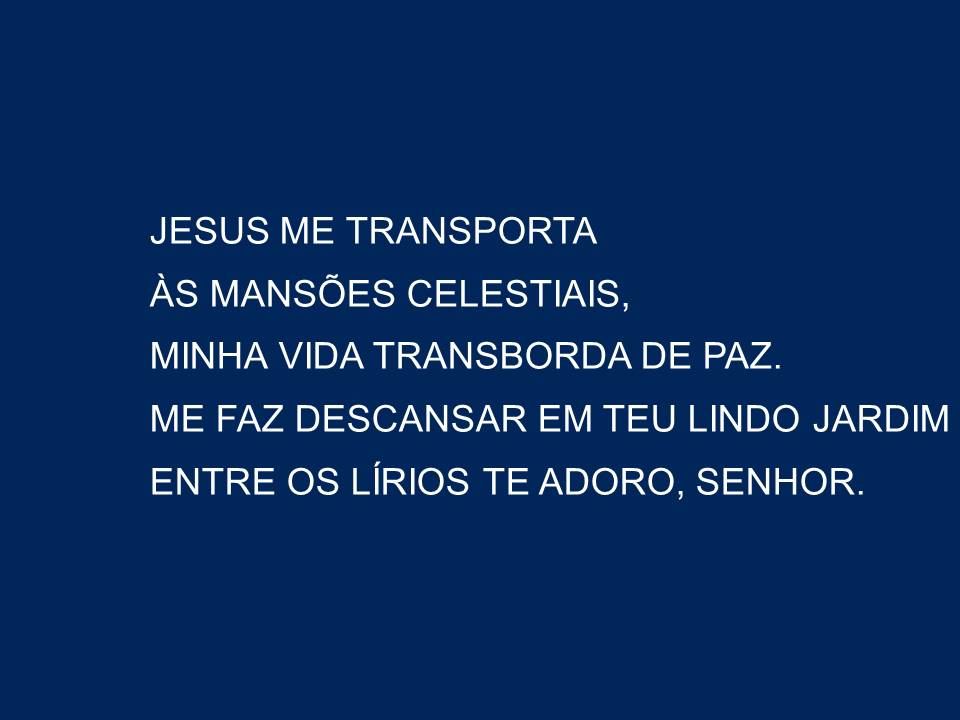 JESUS ME TRANSPORTA
ÀS MANSÕES CELESTIAIS,
MINHA VIDA TRANSBORDA DE PAZ.
ME FAZ DESCANSAR EM TEU LINDO JARDIM
ENTRE OS LÍRIOS TE ADORO, SENHOR.